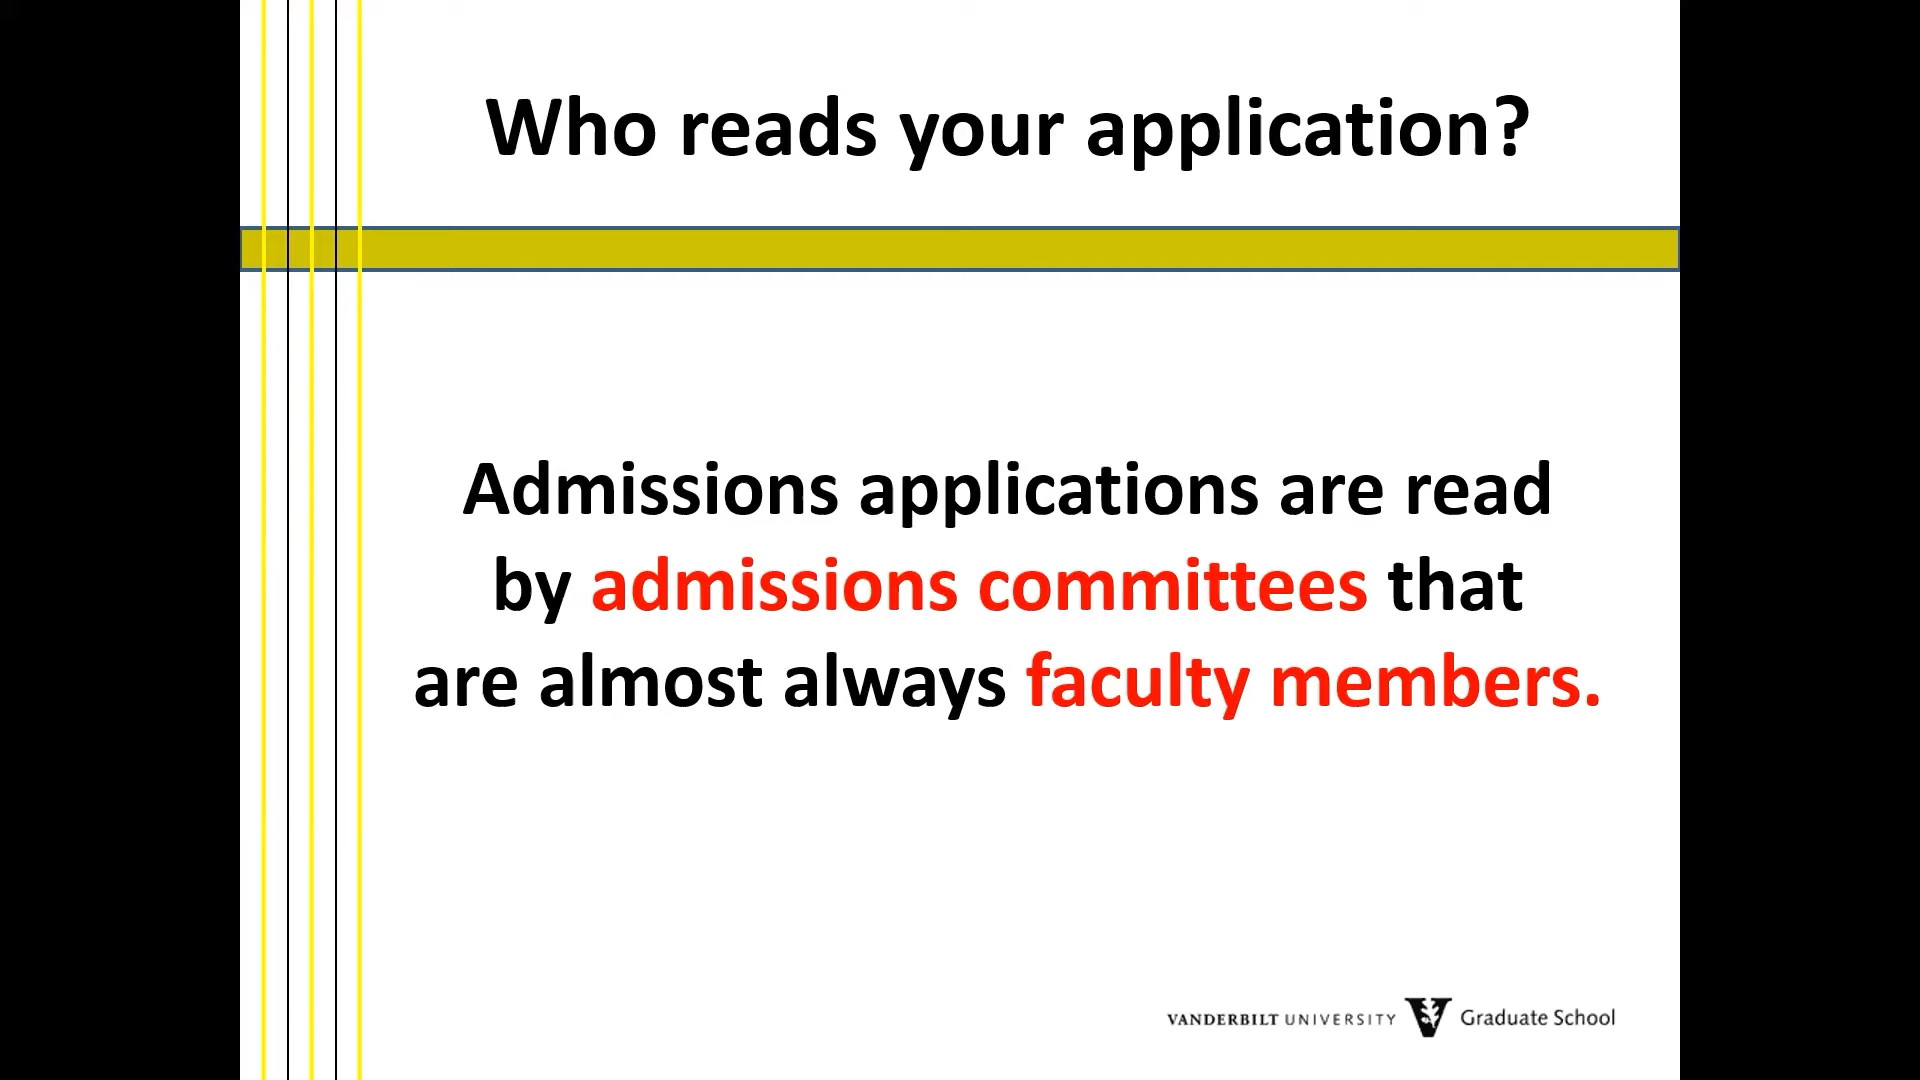 Who reads your application?
Admissions applications are read
by admissions committees that
are almost always faculty members.
VANDERBILT UNIVERSITY V Graduate School